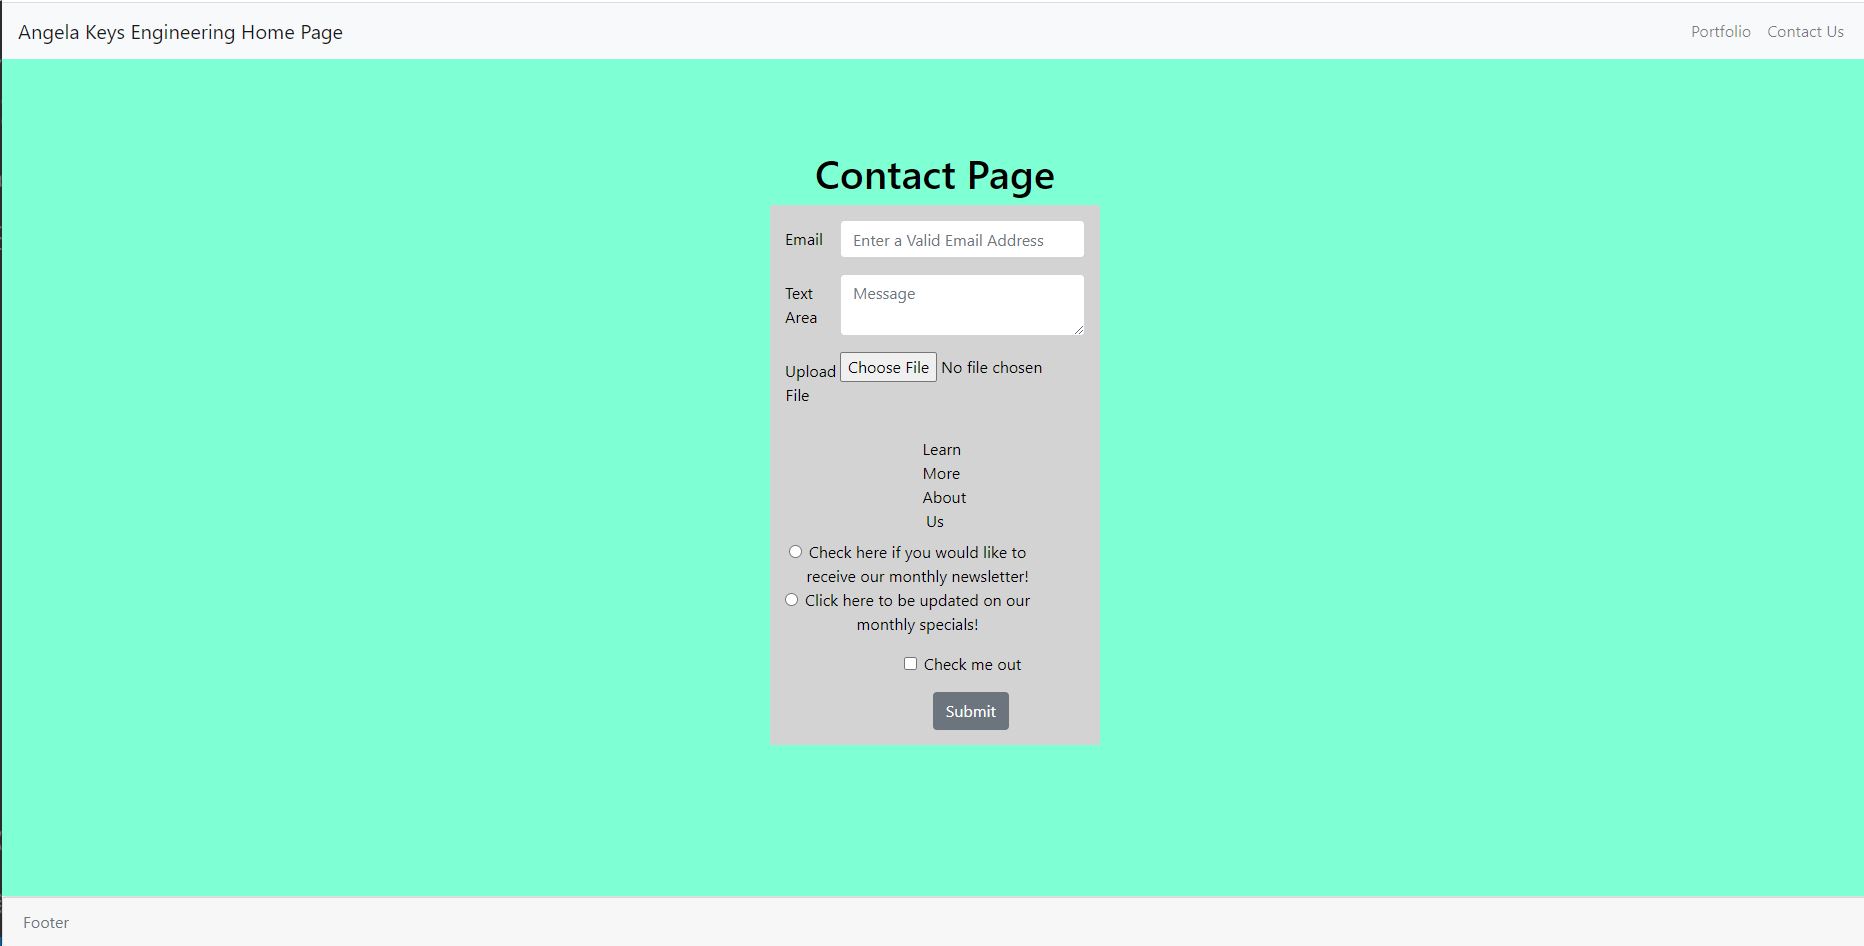 Angela Keys Engineering Home Page
Portfolio
Contact Us
Contact Page
Email
Enter a Valid Email Address
Text
Area
Message
Upload
File
Choose File
No file chosen
Learn
More
About
Us
Check here if you would like to
receive our monthly newsletter!
Click here to be updated on our
monthly specials!
Check me out
Submit
Footer